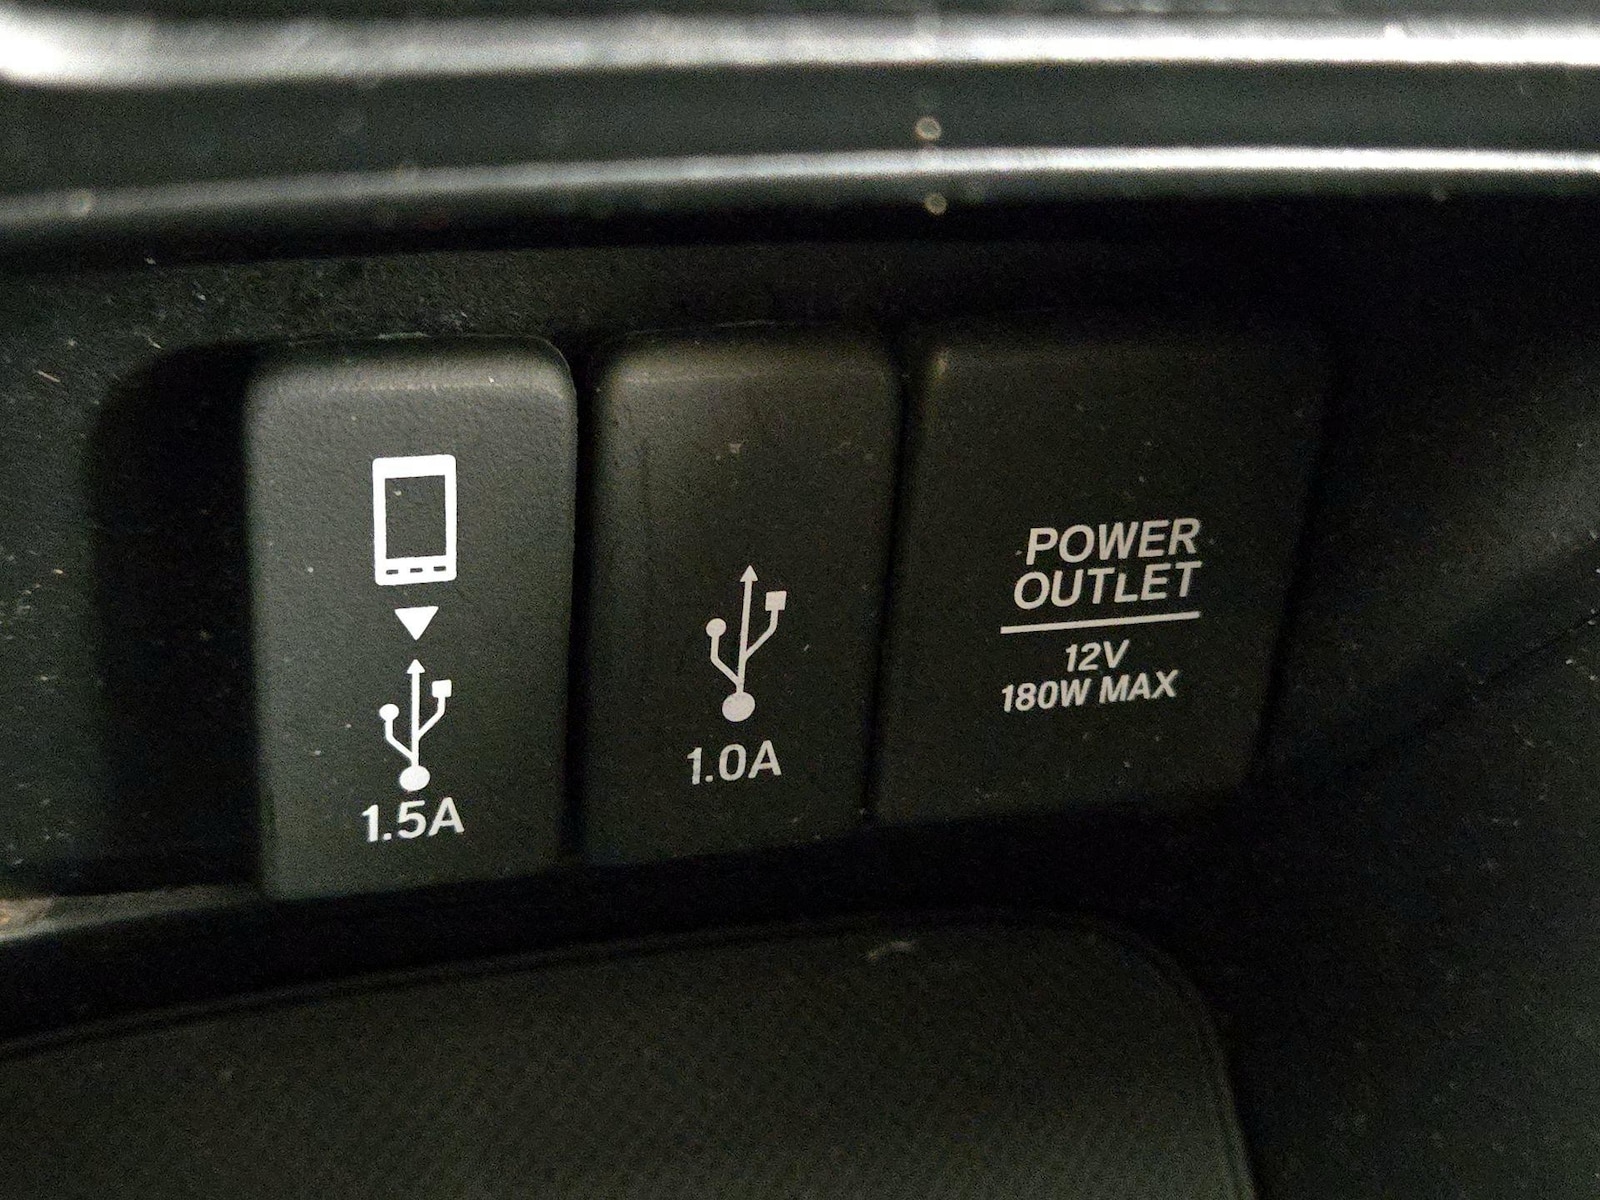 1.5A
1.0A
POWER
OUTLET
12V
180W MAX